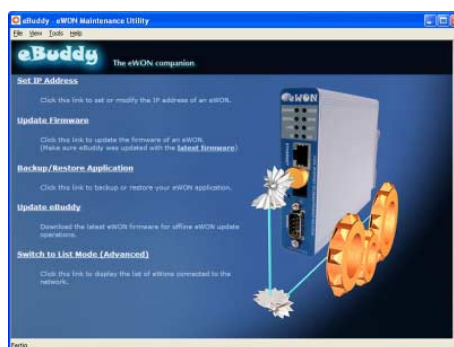 eBuddy - eWON Maintenance Utility
File View Tools Help
eBuddy
The eWON companion
Set IP Address
Click this link to set or modify the IP address of an eWON.
Update Firmware
Click this link to update the firmware of an eWON.
(Make sure eBuddy was updated with the latest firmware)
Backup/Restore Application
Click this link to backup or restore your eWON application.
Update eBuddy
Download the latest eWON firmware for offline eWON update
operations.
Switch to List Mode (Advanced)
Click this link to display the list of eWons connected to the
network.
eWON
Fertig